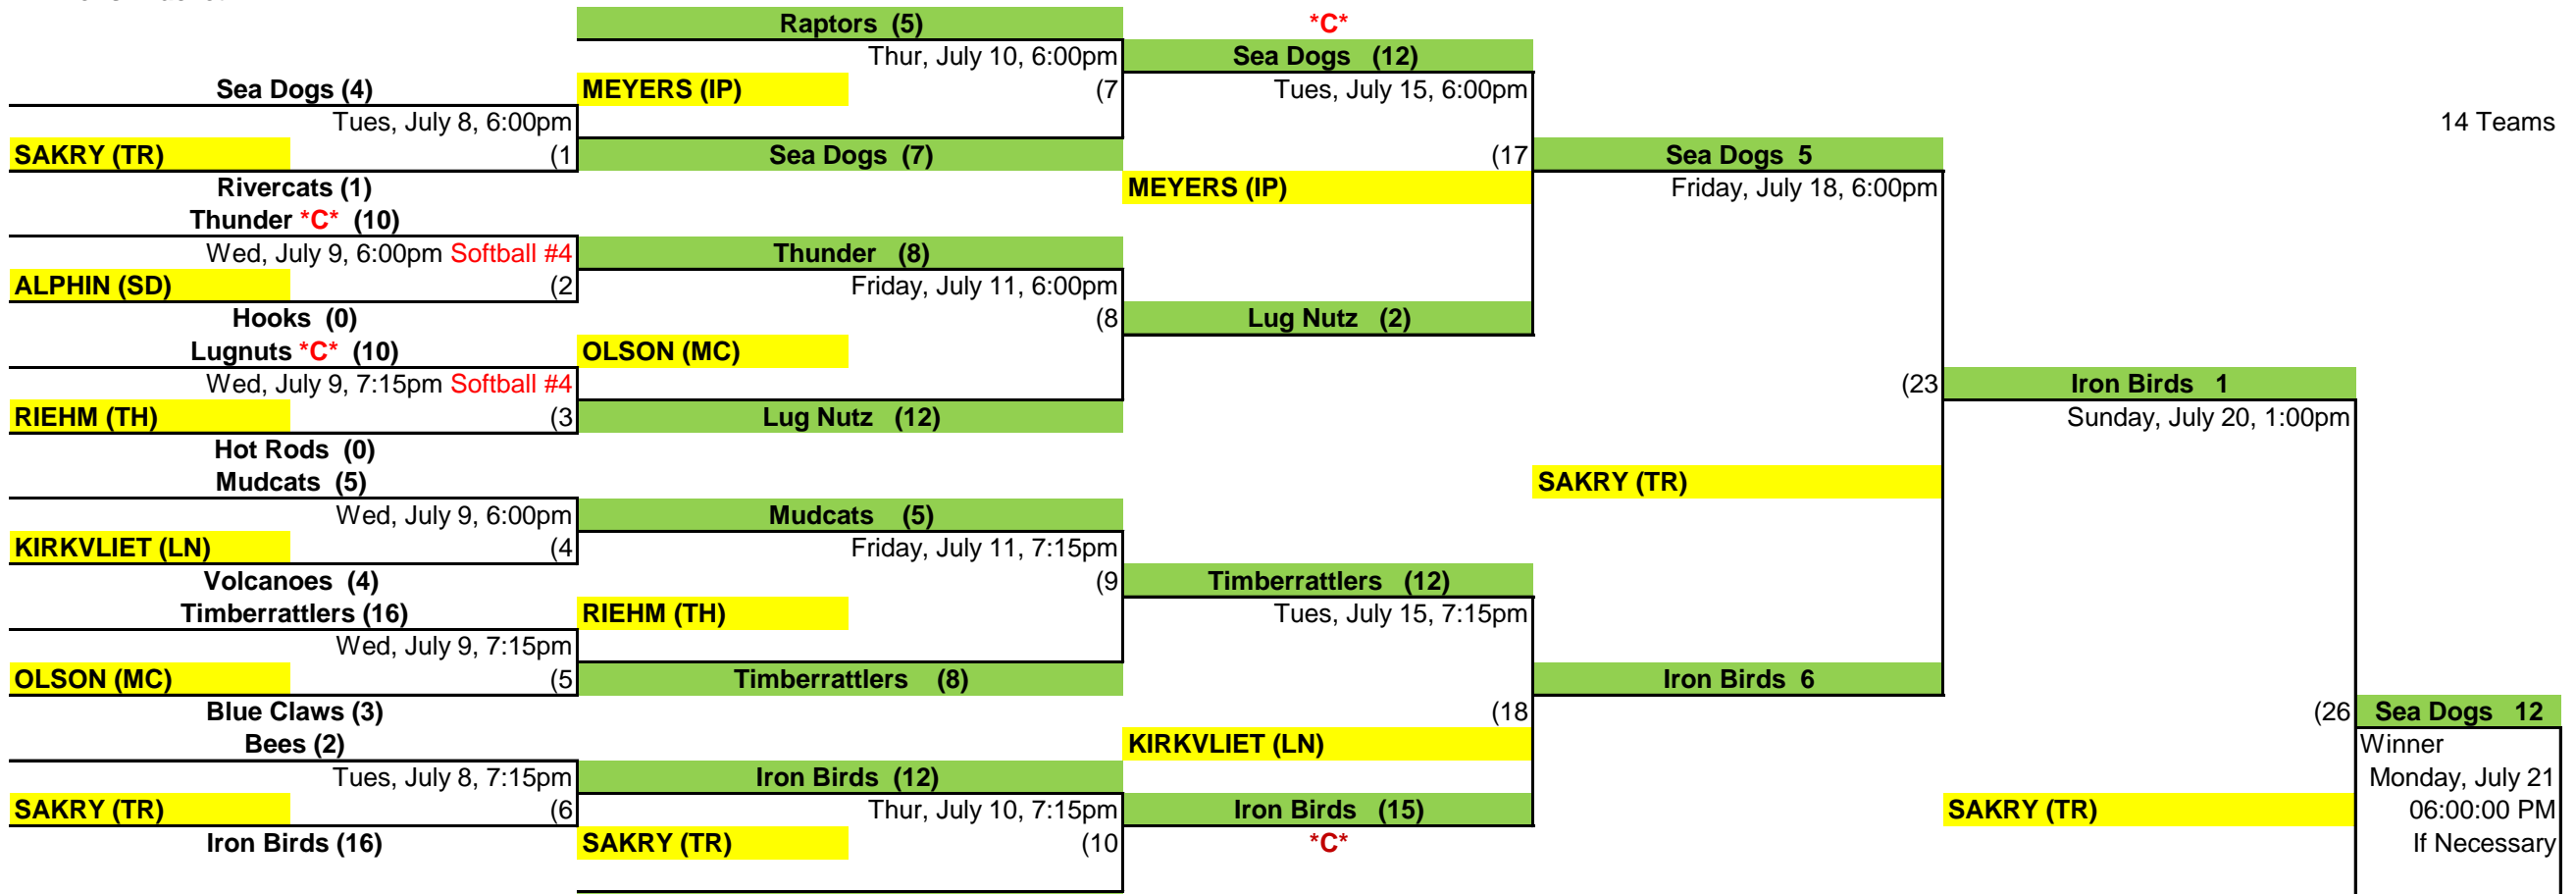 Raptors (5)
*C*
Thur, July 10, 6:00pm
Sea Dogs (12)
Sea Dogs (4)
MEYERS (IP)
(7
Tues, July 15, 6:00pm
Tues, July 8, 6:00pm
14 Teams
SAKRY (TR)
(1
Sea Dogs (7)
(17
Sea Dogs 5
Rivercats (1)
MEYERS (IP)
Friday, July 18, 6:00pm
Thunder *C* (10)
Wed, July 9, 6:00pm Softball #4
Thunder (8)
ALPHIN (SD)
(2
Friday, July 11, 6:00pm
Hooks (0)
(8
Lug Nutz (2)
Lugnuts *C* (10)
OLSON (MC)
Wed, July 9, 7:15pm Softball #4
(23
Iron Birds 1
RIEHM (TH)
(3
Lug Nutz (12)
Sunday, July 20, 1:00pm
Hot Rods (0)
Mudcats (5)
SAKRY (TR)
Wed, July 9, 6:00pm
Mudcats (5)
KIRKVLIET (LN)
(4
Friday, July 11, 7:15pm
Volcanoes (4)
(9
Timberrattlers (12)
Timberrattlers (16)
RIEHM (TH)
Tues, July 15, 7:15pm
Wed, July 9, 7:15pm
OLSON (MC)
(5
Timberrattlers (8)
Iron Birds 6
Blue Claws (3)
(18
(26
Sea Dogs 12
Bees (2)
KIRKVLIET (LN)
Winner
Tues, July 8, 7:15pm
Iron Birds (12)
Monday, July 21
SAKRY (TR)
(6
Thur, July 10, 7:15pm
Iron Birds (15)
SAKRY (TR)
06:00:00 PM
Iron Birds (16)
SAKRY (TR)
(10
*C*
If Necessary